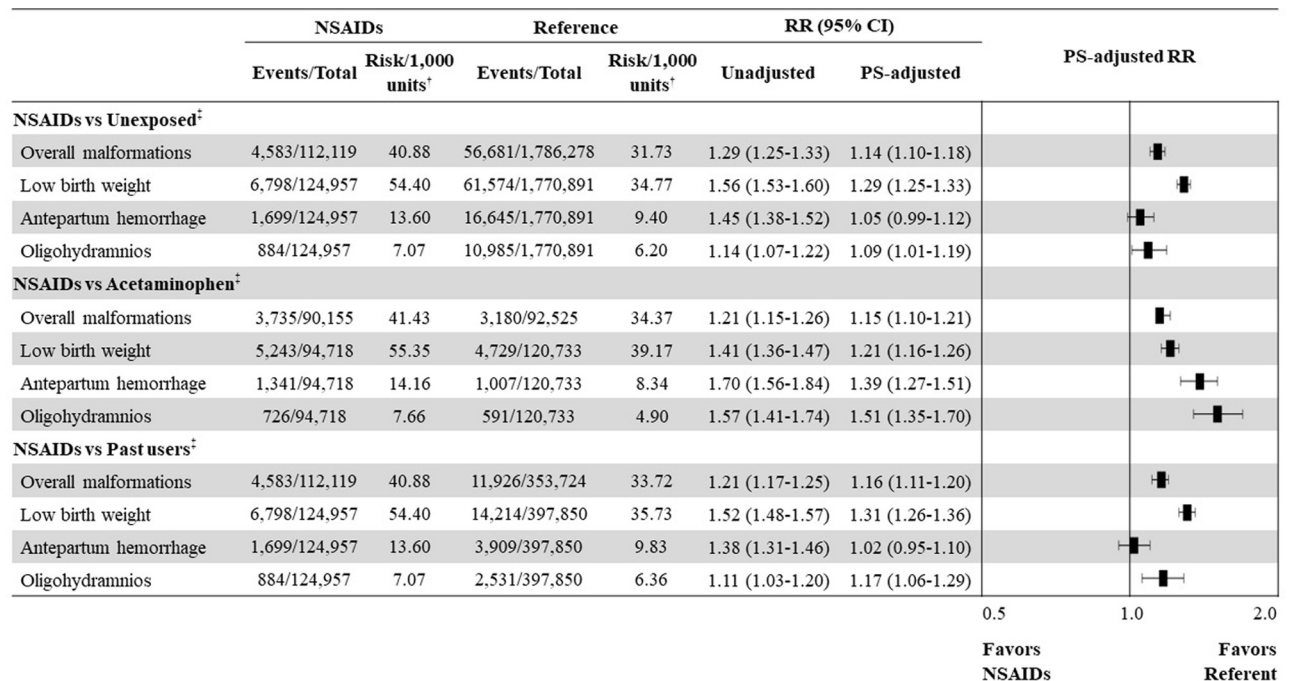 NSAIDs Reference RR (95% CI) PS-adjusted RR
Events/Total Risk/1,000 units† Events/Total Risk/1,000 units† Unadjusted PS-adjusted
NSAIDs vs Unexposed‡
Overall malformations 4,583/112,119 40.88 56,681/1,786,278 31.73 1.29 (1.25-1.33) 1.14 (1.10-1.18)
Low birth weight 6,798/124,957 54.40 61,574/1,770,891 34.77 1.56 (1.53-1.60) 1.29 (1.25-1.33)
Antepartum hemorrhage 1,699/124,957 13.60 16,645/1,770,891 9.40 1.45 (1.38-1.52) 1.05 (0.99-1.12)
Oligohydramnios 884/124,957 7.07 10,985/1,770,891 6.20 1.14 (1.07-1.22) 1.09 (1.01-1.19)
NSAIDs vs Acetaminophen‡
Overall malformations 3,735/90,155 41.43 3,180/92,525 34.37 1.21 (1.15-1.26) 1.15 (1.10-1.21)
Low birth weight 5,243/94,718 55.35 4,729/120,733 39.17 1.41 (1.36-1.47) 1.21 (1.16-1.26)
Antepartum hemorrhage 1,341/94,718 14.16 1,007/120,733 8.34 1.70 (1.56-1.84) 1.39 (1.27-1.51)
Oligohydramnios 726/94,718 7.66 591/120,733 4.90 1.57 (1.41-1.74) 1.51 (1.35-1.70)
NSAIDs vs Past users‡
Overall malformations 4,583/112,119 40.88 11,926/353,724 33.72 1.21 (1.17-1.25) 1.16 (1.11-1.20)
Low birth weight 6,798/124,957 54.40 14,214/397,850 35.73 1.52 (1.48-1.57) 1.31 (1.26-1.36)
Antepartum hemorrhage 1,699/124,957 13.60 3,909/397,850 9.83 1.38 (1.31-1.46) 1.02 (0.95-1.10)
Oligohydramnios 884/124,957 7.07 2,531/397,850 6.36 1.11 (1.03-1.20) 1.17 (1.06-1.29)
0.5 1.0 2.0
Favors Favors
NSAIDs Referent